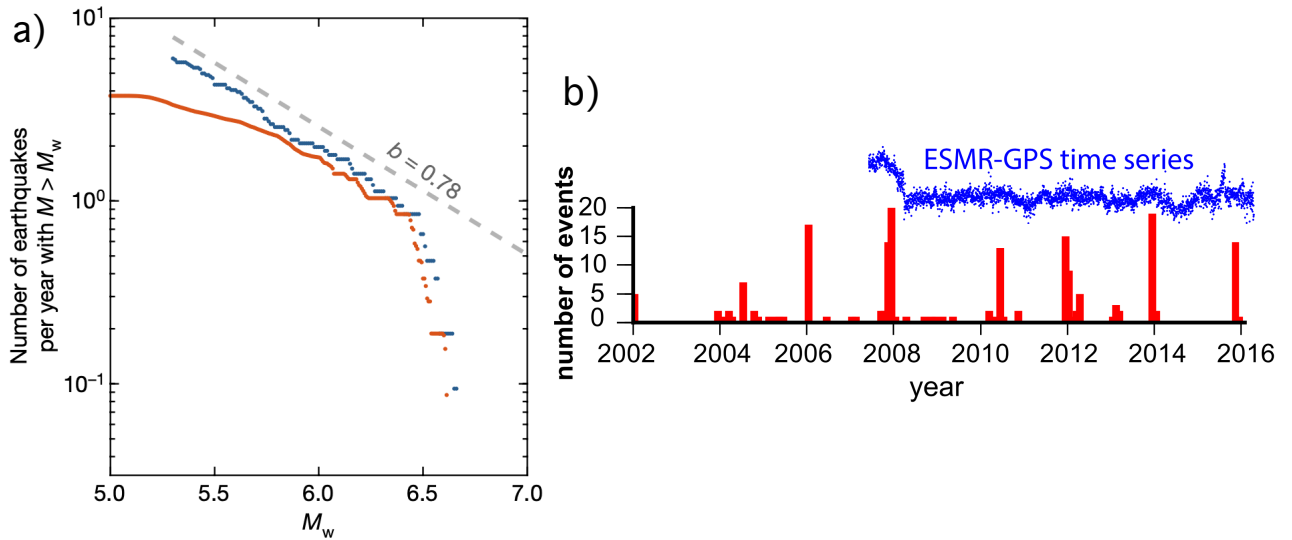 a)
10¹
10⁰
10⁻¹
Number of earthquakes
per year with M > Mw
b = 0.78
5.0 5.5 6.0 6.5 7.0
Mw
b)
ESMR-GPS time series
number of events
20
15
10
5
0
2002 2004 2006 2008 2010 2012 2014 2016
year